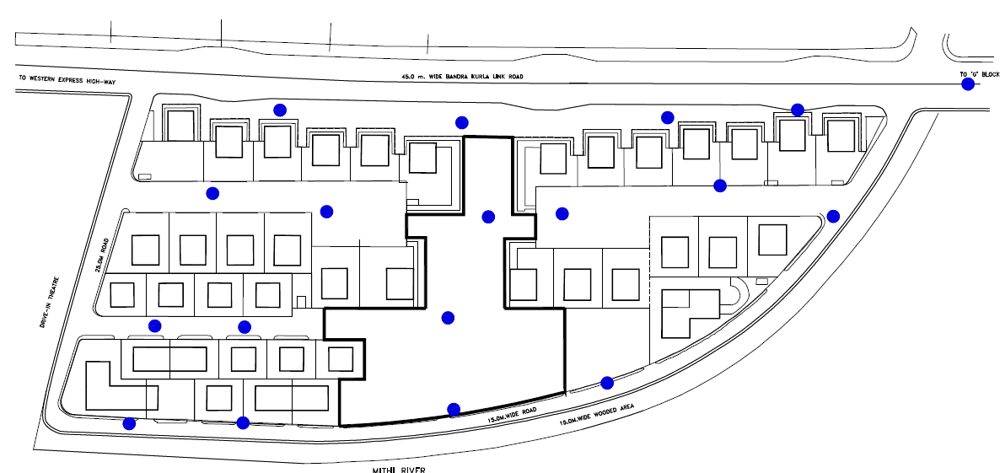 TO WESTERN EXPRESS HIGH-WAY
45.0 m. WIDE BANDRA KURLA LINK ROAD
TO 'G' BLOCK
25.0M ROAD
DRIVE-IN THEATRE
15.0M.WIDE ROAD
15.0M.WIDE WOODED AREA
MITHI RIVER